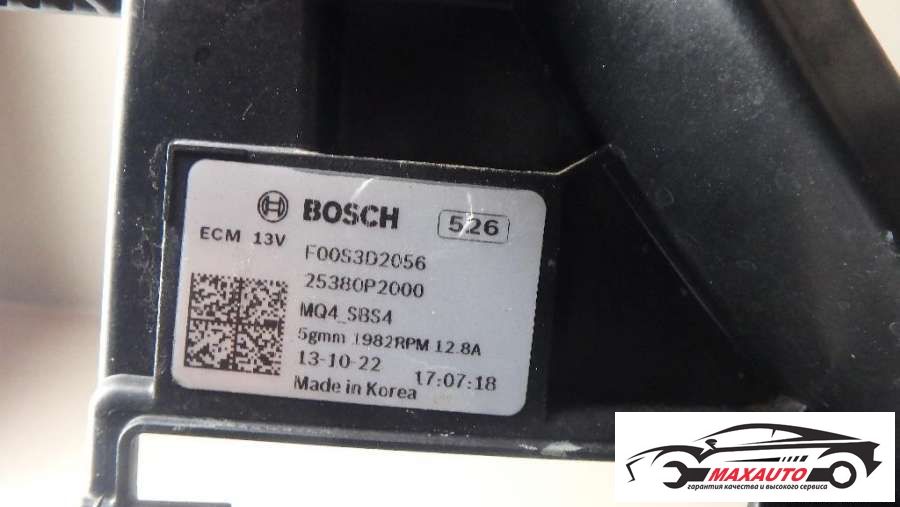 BOSCH 526
ECM 13V
F00S3D2056
25380P2000
MQ4_SBS4
5gmm 1982RPM 12.8A
13-10-22 17:07:18
Made in Korea
MAXAUTO
гарантия качества и высокого сервиса